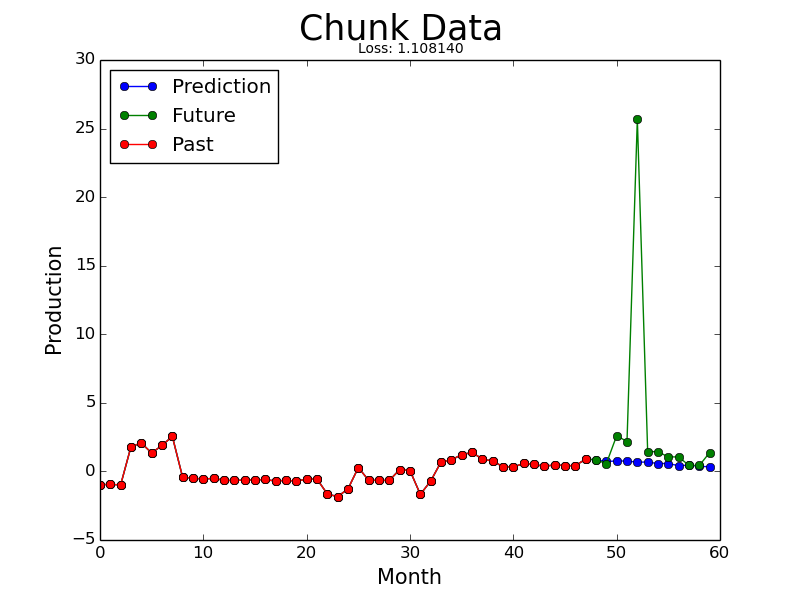 Chunk Data
Loss: 1.108140
30
25
20
15
10
5
0
−5
Production
Prediction
Future
Past
0 10 20 30 40 50 60
Month